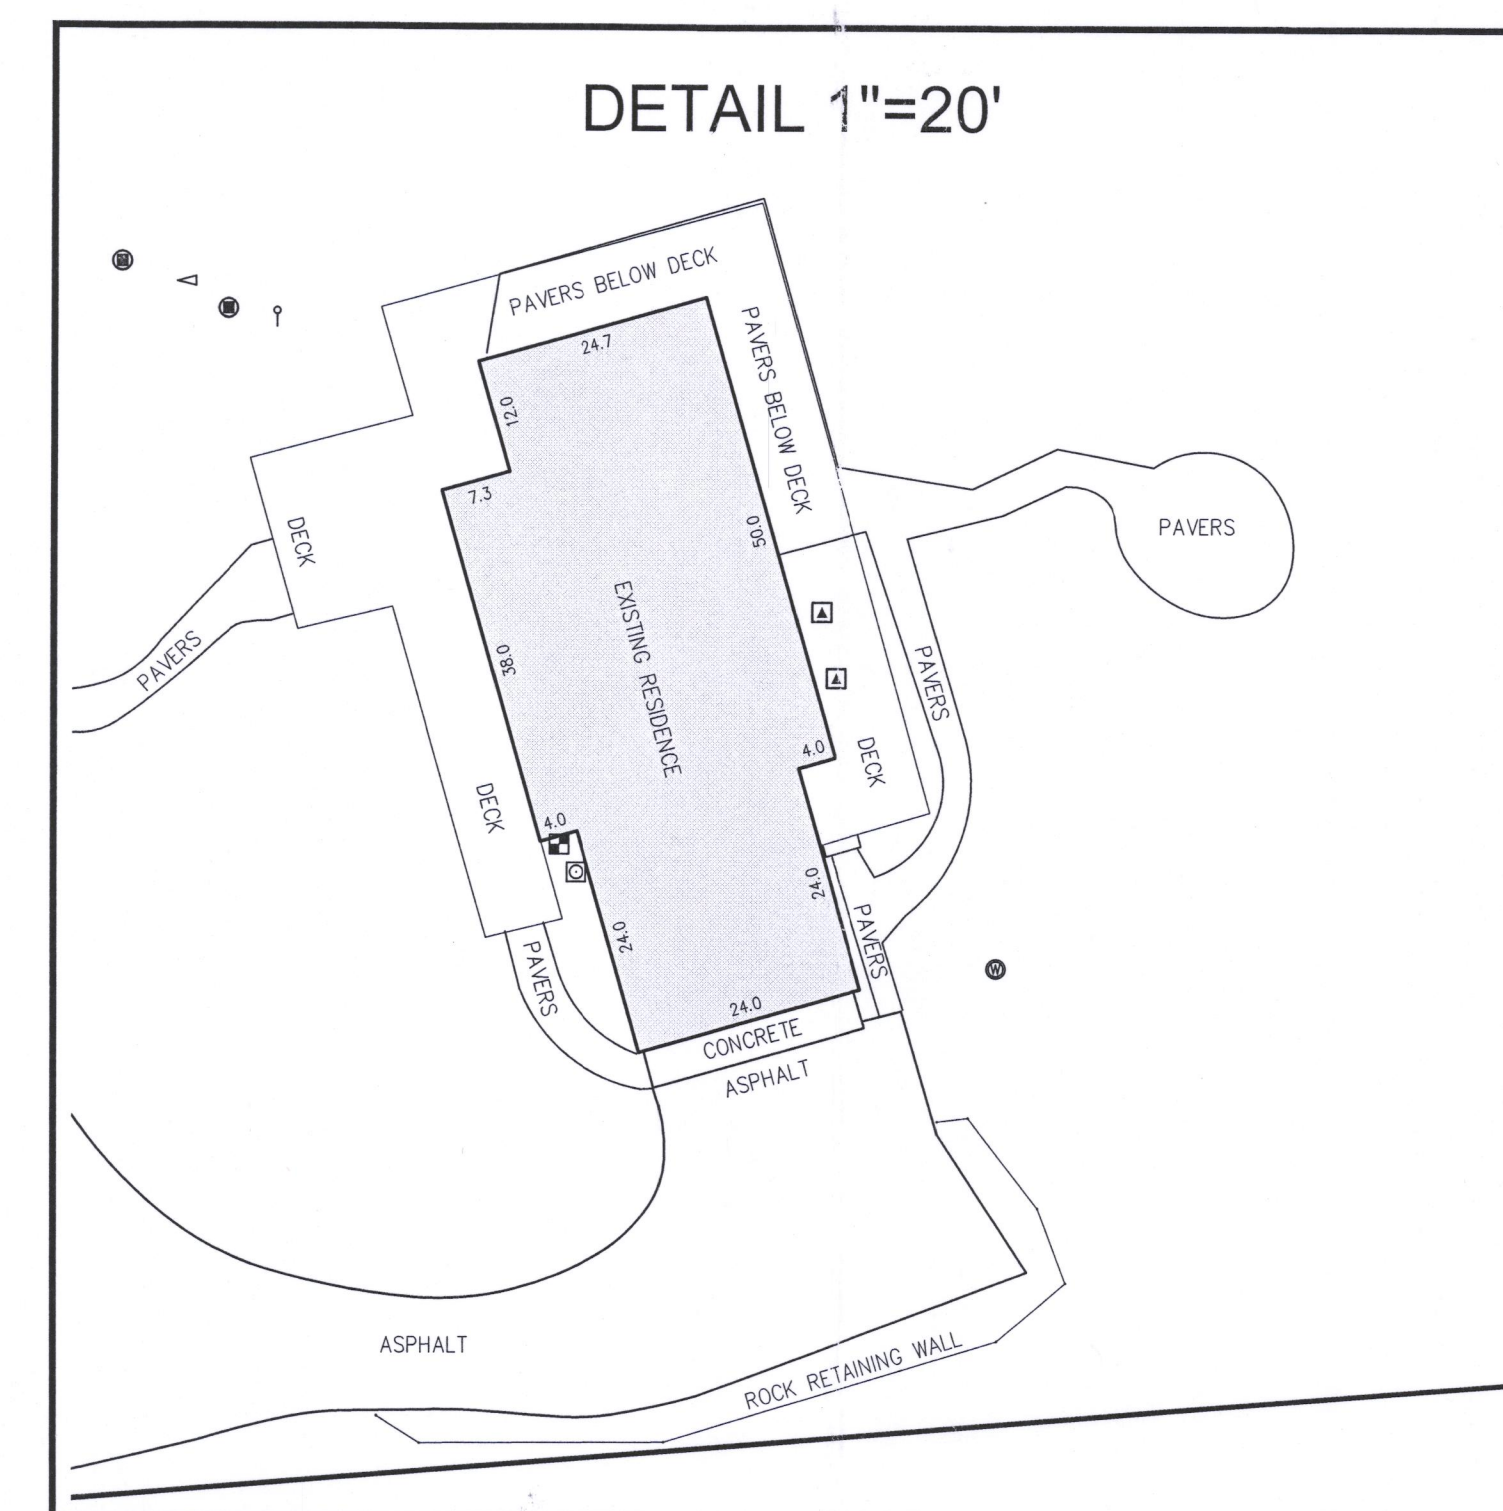 DETAIL 1"=20'
PAVERS BELOW DECK
24.7
PAVERS BELOW DECK
12.0
7.3
DECK
50.0
PAVERS
EXISTING RESIDENCE
38.0
PAVERS
PAVERS
4.0
DECK
DECK
4.0
24.0
24.0
PAVERS
PAVERS
W
24.0
CONCRETE
ASPHALT
ASPHALT
ROCK RETAINING WALL